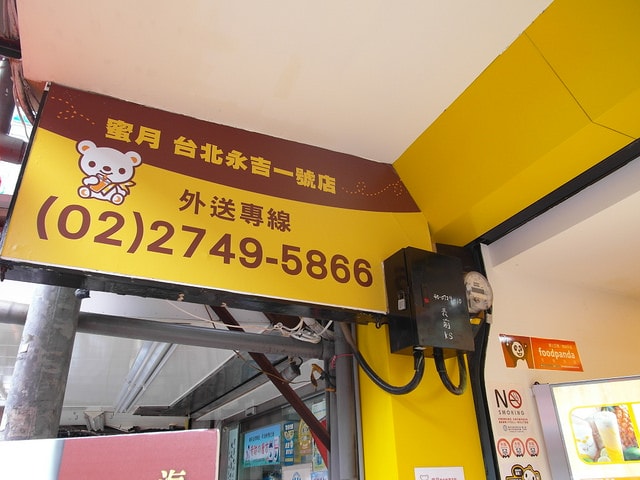 蜜月 台北永吉一號店
外送專線
(02)2749-5866
foodpanda
NO
SMOKING
海